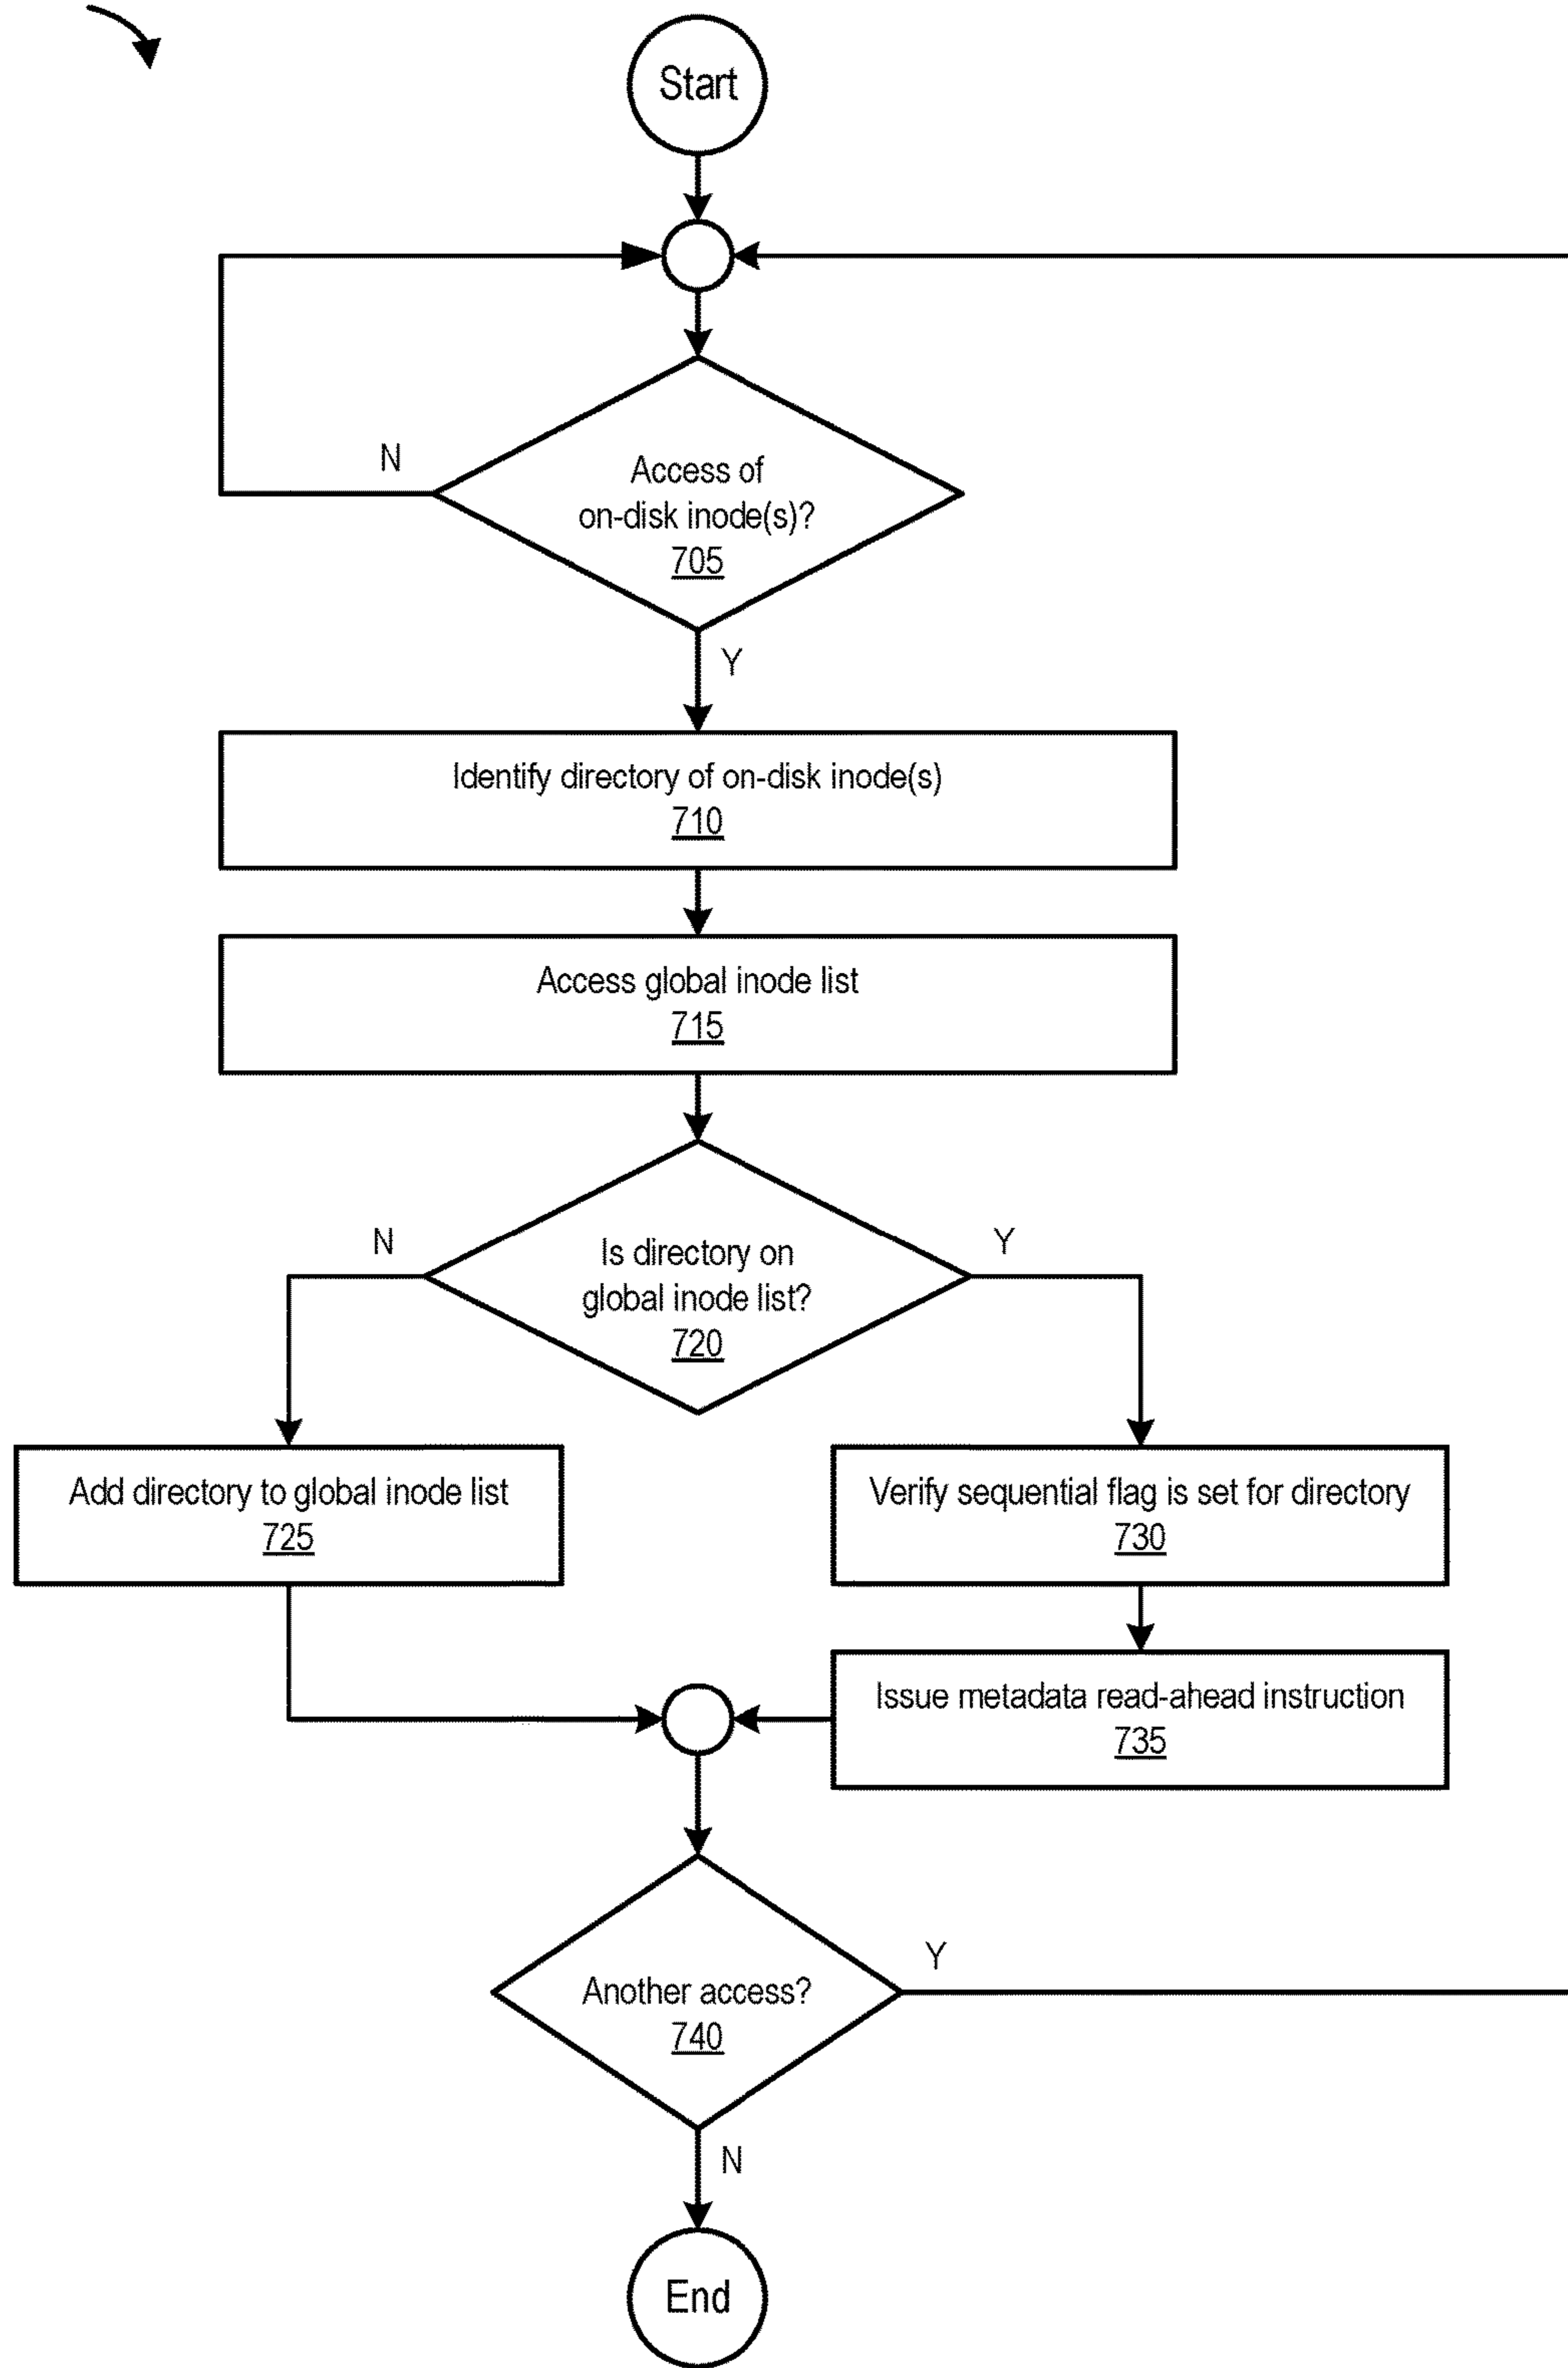 Start
N
Access of
on-disk inode(s)?
705
Y
Identify directory of on-disk inode(s)
710
Access global inode list
715
N
Is directory on
global inode list?
720
Y
Add directory to global inode list
725
Verify sequential flag is set for directory
730
Issue metadata read-ahead instruction
735
Y
Another access?
740
N
End